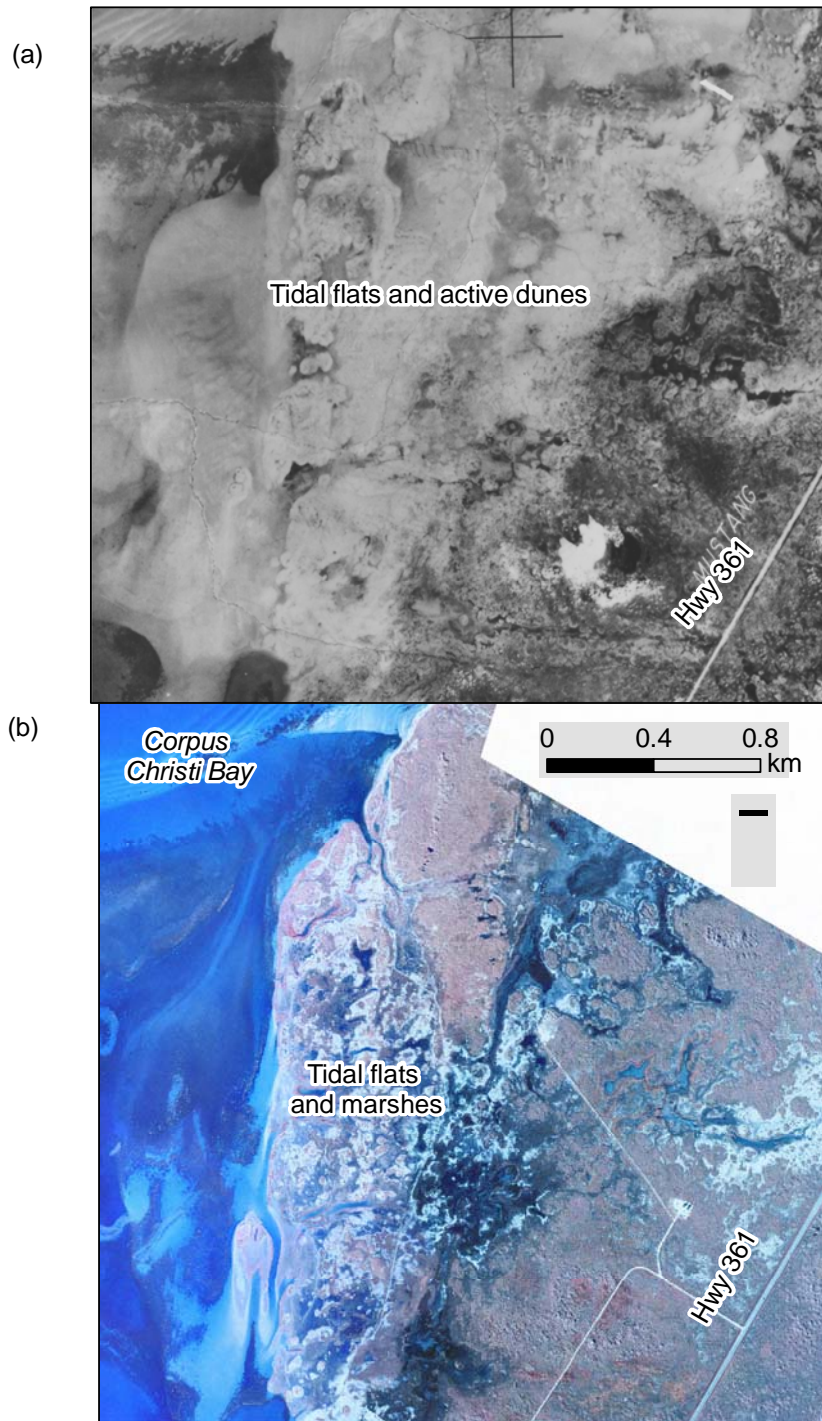 (a)
Tidal flats and active dunes
MUSTANG
Hwy 361
(b)
Corpus
Christi Bay
0 0.4 0.8
km
Tidal flats
and marshes
Hwy 361